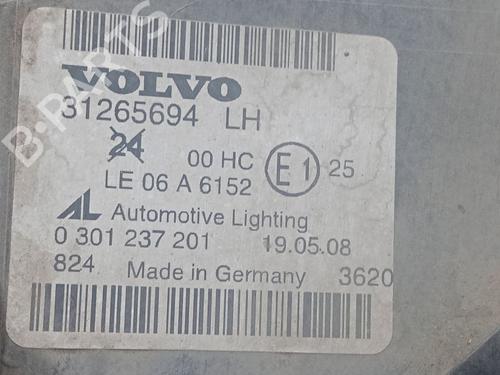 B-PARTS
VOLVO
31265694 LH
24 00 HC E1 25
LE 06 A 6152
AL Automotive Lighting
0 301 237 201 19.05.08
824 Made in Germany 3620